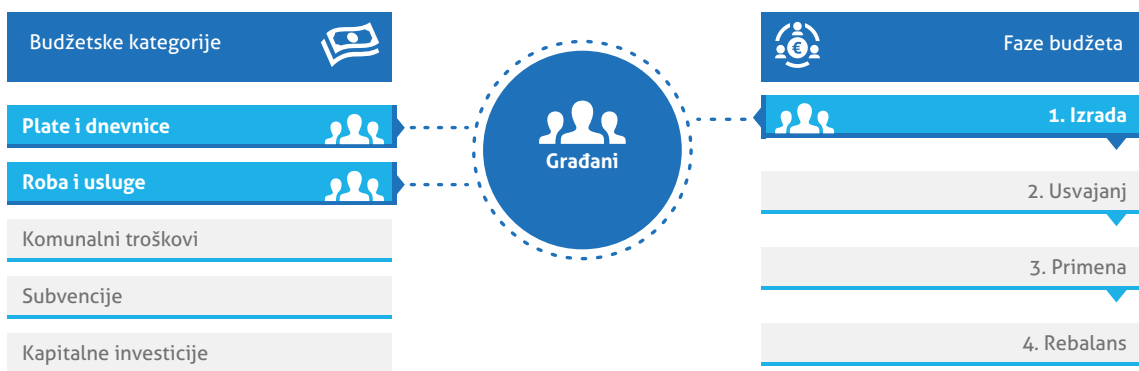 Budžetske kategorije
Plate i dnevnice
Roba i usluge
Komunalni troškovi
Subvencije
Kapitalne investicije
Građani
€
Faze budžeta
1. Izrada
2. Usvajanj
3. Primena
4. Rebalans